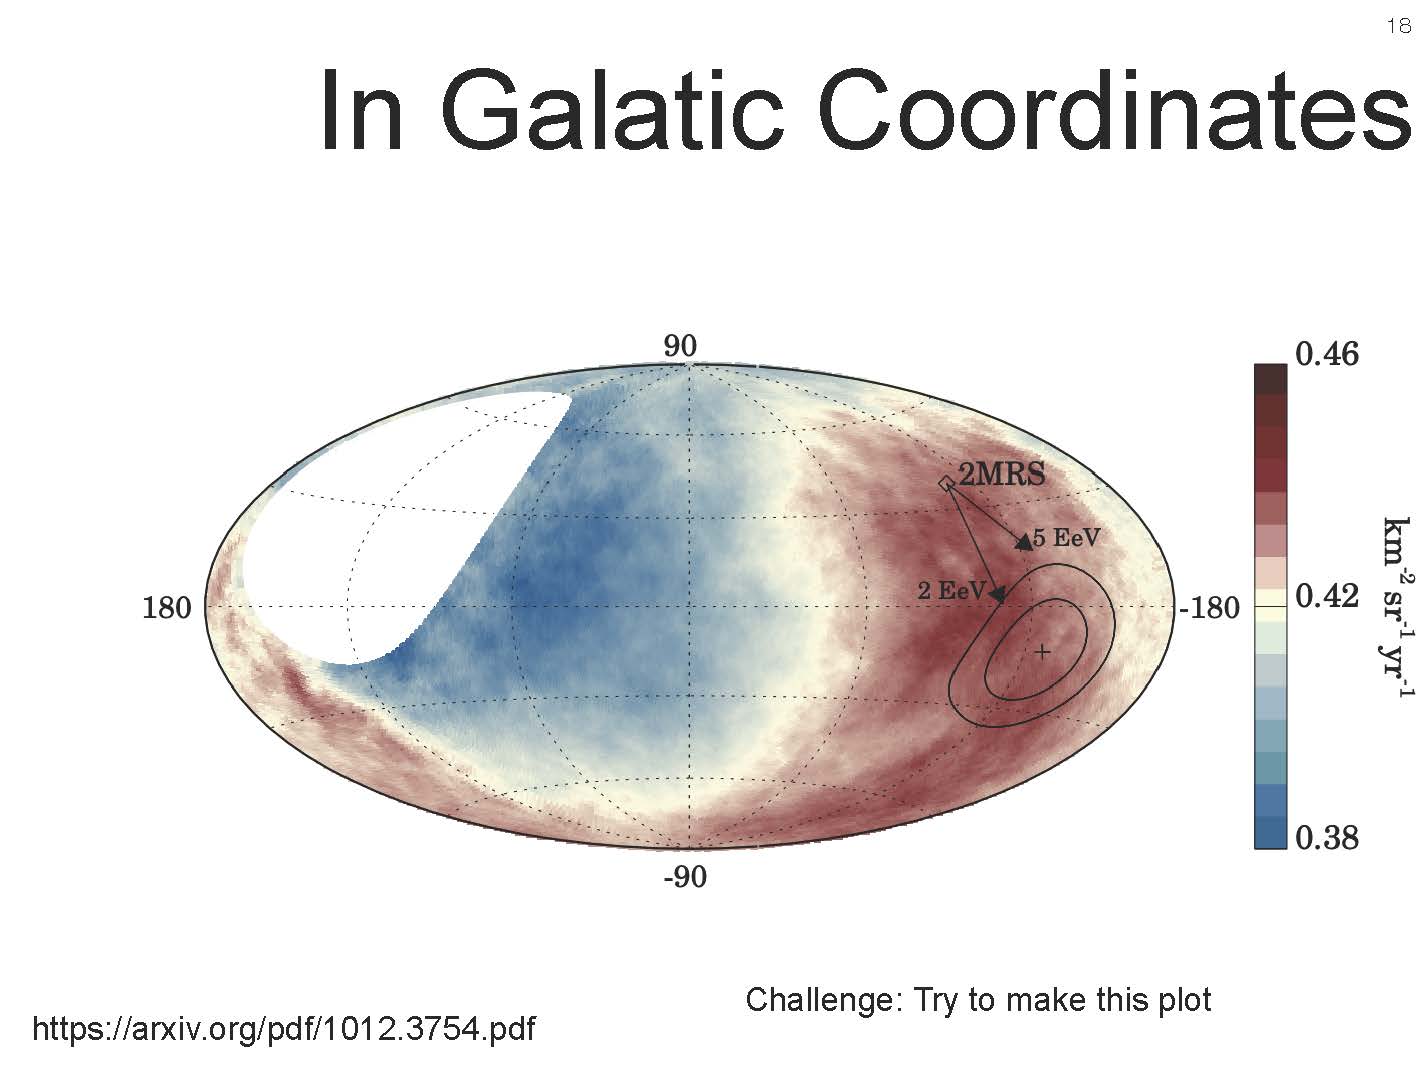 18
In Galatic Coordinates
90
0.46
2MRS
5 EeV
2 EeV
180
-180
0.42
km⁻² sr⁻¹ yr⁻¹
0.38
-90
Challenge: Try to make this plot
https://arxiv.org/pdf/1012.3754.pdf